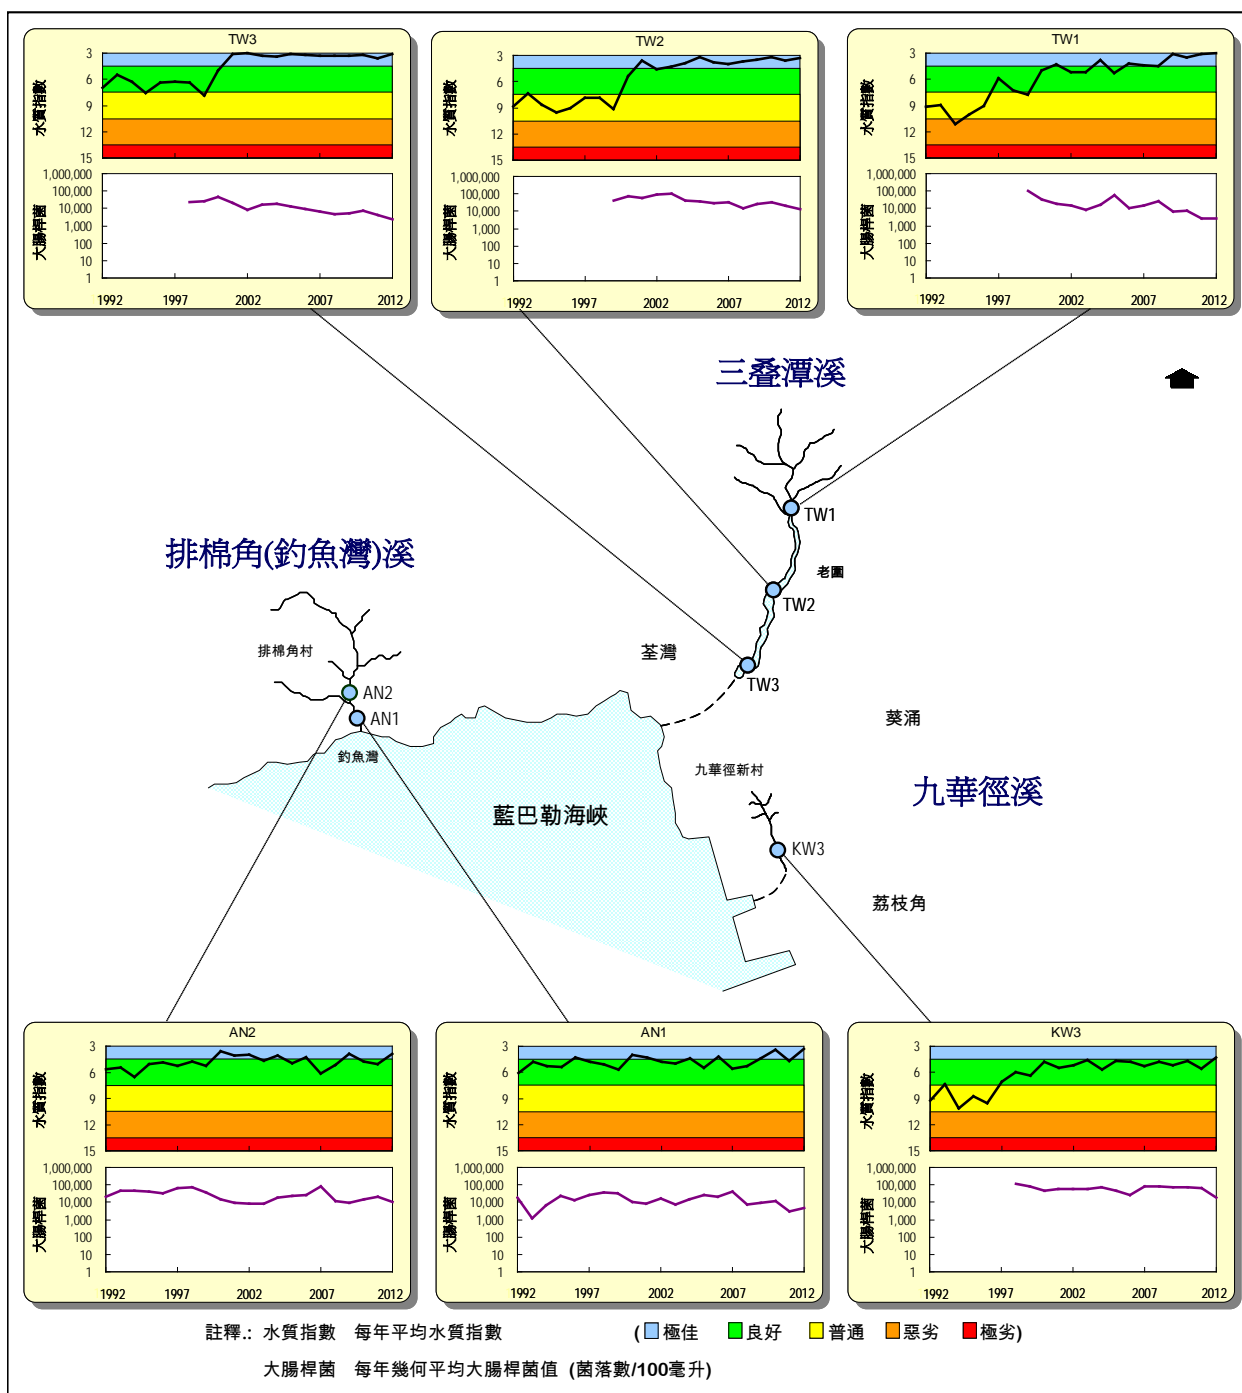 TW3
TW2
TW1
3
6
9
12
15
水質指數
1,000,000
100,000
10,000
1,000
100
10
1
大腸桿菌
1992
1997
2002
2007
2012
3
6
9
12
15
水質指數
1,000,000
100,000
10,000
1,000
100
10
1
大腸桿菌
1992
1997
2002
2007
2012
3
6
9
12
15
水質指數
1,000,000
100,000
10,000
1,000
100
10
1
大腸桿菌
1992
1997
2002
2007
2012
三叠潭溪
TW1
排棉角(釣魚灣)溪
老圍
TW2
排棉角村
荃灣
TW3
AN2
AN1
葵涌
釣魚灣
九華徑新村
九華徑溪
藍巴勒海峽
KW3
荔枝角
AN2
AN1
KW3
3
6
9
12
15
水質指數
1,000,000
100,000
10,000
1,000
100
10
1
大腸桿菌
1992
1997
2002
2007
2012
3
6
9
12
15
水質指數
1,000,000
100,000
10,000
1,000
100
10
1
大腸桿菌
1992
1997
2002
2007
2012
3
6
9
12
15
水質指數
1,000,000
100,000
10,000
1,000
100
10
1
大腸桿菌
1992
1997
2002
2007
2012
註釋.: 水質指數 每年平均水質指數 ( 極佳 良好 普通 惡劣 極劣)
大腸桿菌 每年幾何平均大腸桿菌值 (菌落數/100毫升)